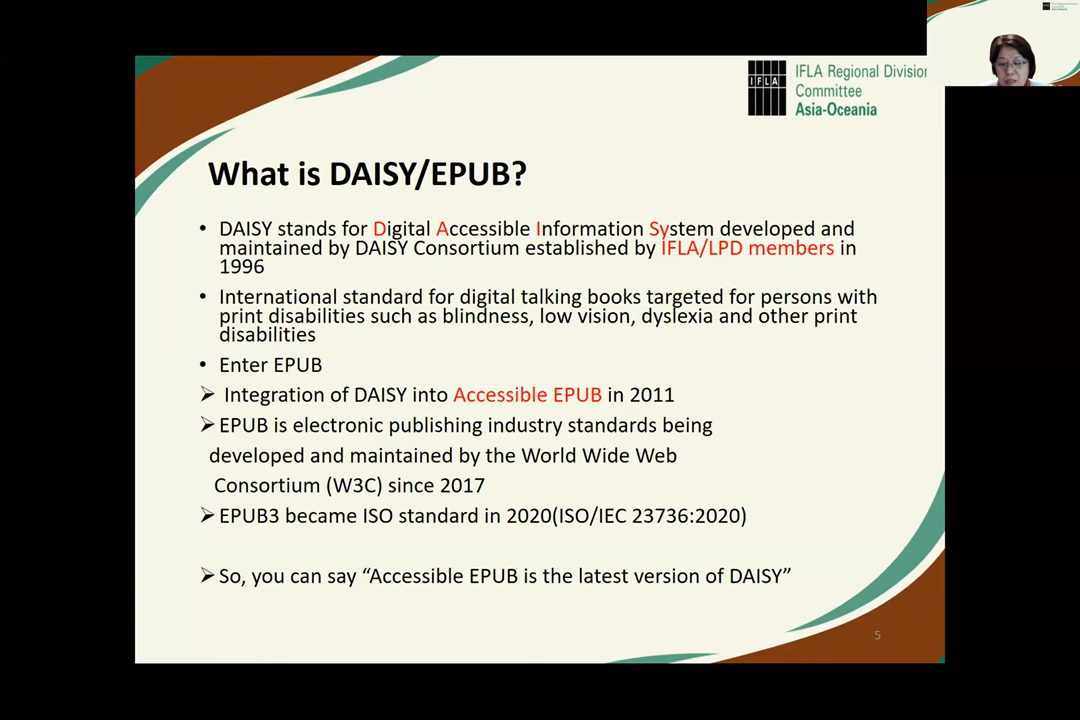 IFLA
IFLA Regional Division
Committee
Asia-Oceania
What is DAISY/EPUB?
• DAISY stands for Digital Accessible Information System developed and
maintained by DAISY Consortium established by IFLA/LPD members in
1996
• International standard for digital talking books targeted for persons with
print disabilities such as blindness, low vision, dyslexia and other print
disabilities
• Enter EPUB
➢ Integration of DAISY into Accessible EPUB in 2011
➢ EPUB is electronic publishing industry standards being
developed and maintained by the World Wide Web
Consortium (W3C) since 2017
➢ EPUB3 became ISO standard in 2020(ISO/IEC 23736:2020)
➢ So, you can say “Accessible EPUB is the latest version of DAISY”
5